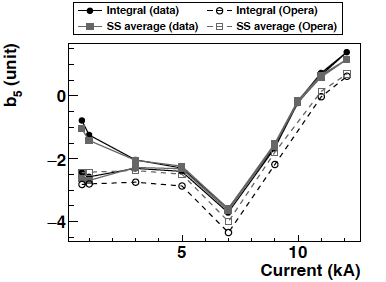 Integral (data) Integral (Opera)
SS average (data) SS average (Opera)
b5 (unit)
0
−2
−4
5 10
Current (kA)